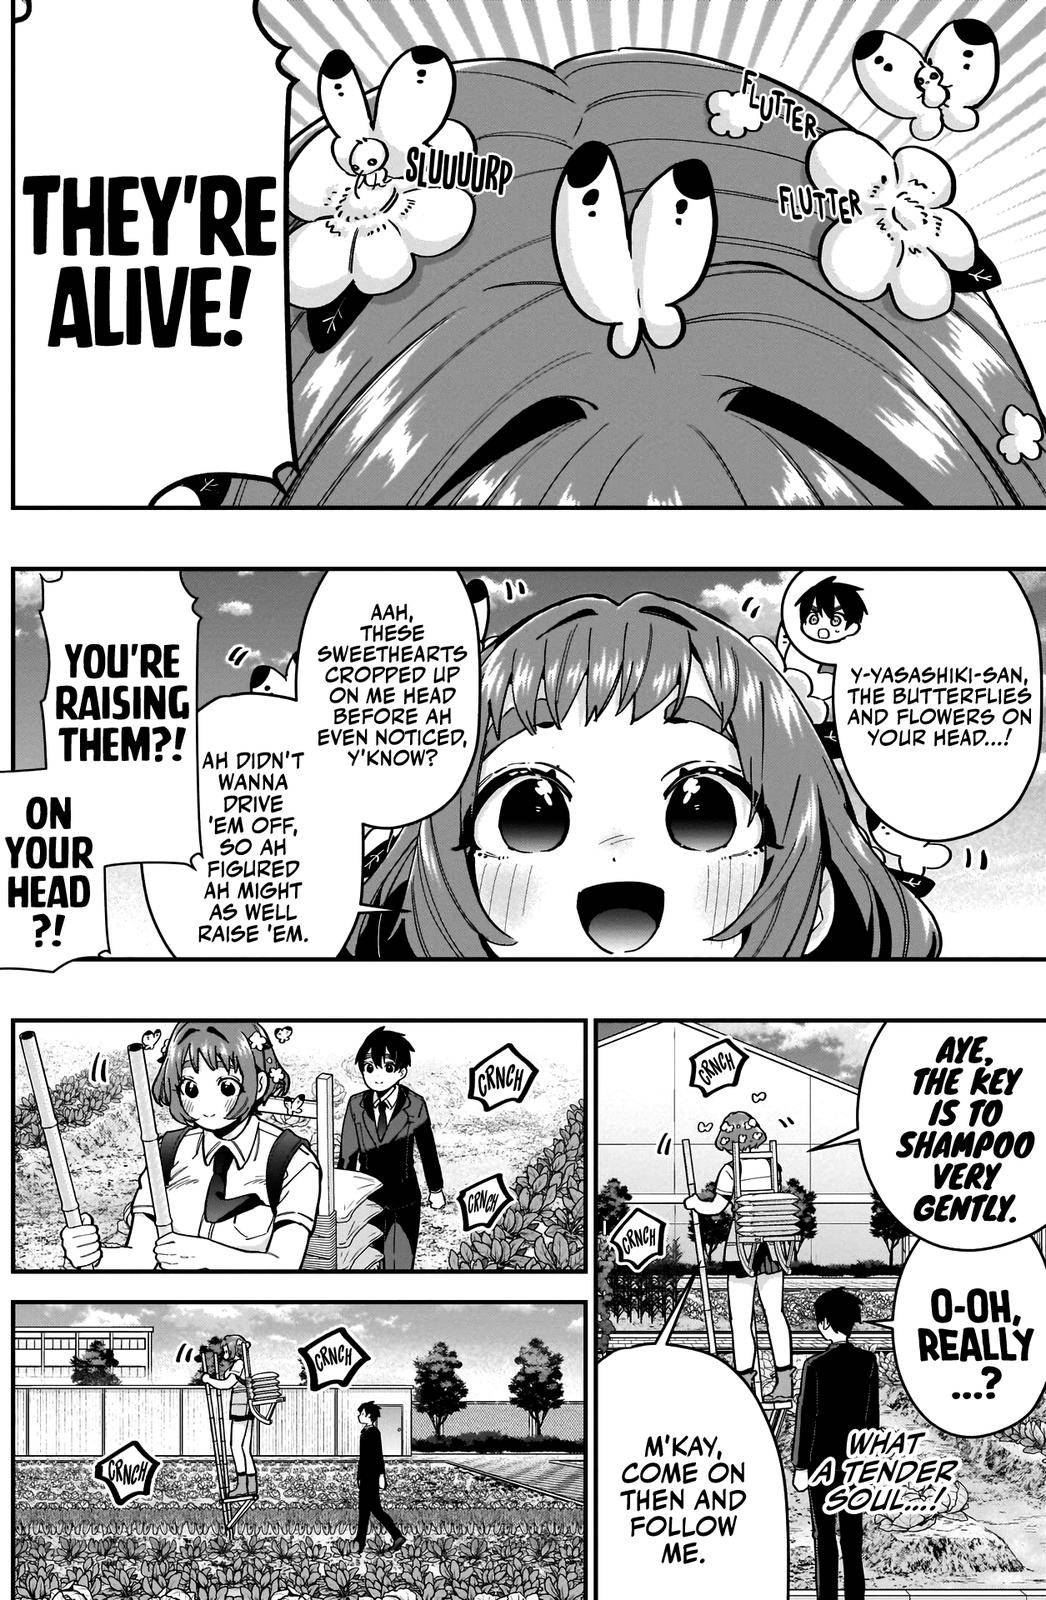 FLUTTER
FLUTTER
SLUUUURP
THEY'RE
ALIVE!
Y-YASASHIKI-SAN,
THE BUTTERFLIES
AND FLOWERS ON
YOUR HEAD...!
AAH,
THESE
SWEETHEARTS
CROPPED UP
ON ME HEAD
BEFORE AH
EVEN NOTICED,
Y'KNOW?
AH DIDN'T
WANNA
DRIVE
'EM OFF,
SO AH
FIGURED
AH MIGHT
AS WELL
RAISE 'EM.
YOU'RE
RAISING
THEM?!
ON
YOUR
HEAD
?!
AYE,
THE KEY
IS TO
SHAMPOO
VERY
GENTLY.
O-OH,
REALLY
...?
WHAT
A TENDER
SOUL...!
CRNCH
CRNCH
M'KAY,
COME ON
THEN AND
FOLLOW
ME.
CRNCH
CRNCH
CRNCH
CRNCH